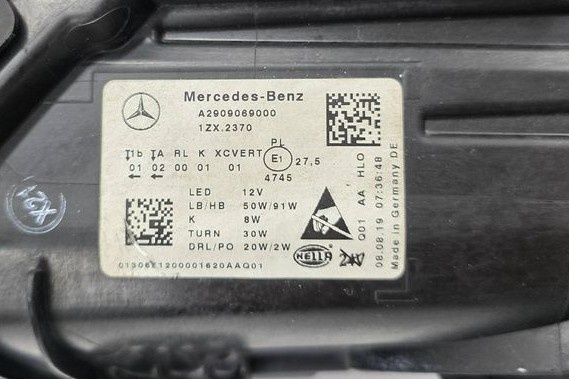 Mercedes-Benz
A2909069000
1ZX.2370
T1b TA RL K XCVERT
01 02 00 01 01
PL
E1
27,5
4745
LED 12V
LB/HB 50W/91W
K 8W
TURN 30W
DRL/PO 20W/2W
HELLA
01306E1200001620AAQ01
Q01 AA HLO
08.08.19 07:36:48
Made in Germany DE